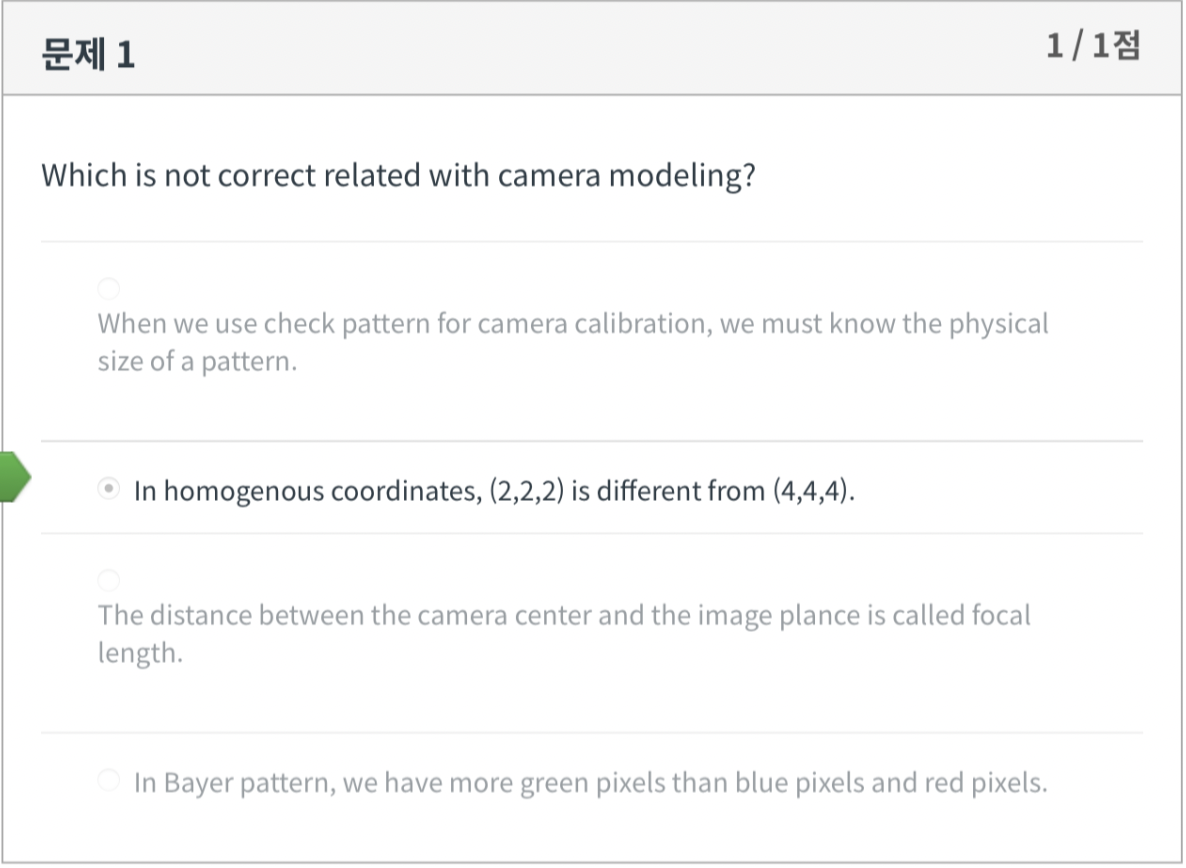 문제 1
1 / 1점
Which is not correct related with camera modeling?
When we use check pattern for camera calibration, we must know the physical
size of a pattern.
In homogenous coordinates, (2,2,2) is different from (4,4,4).
The distance between the camera center and the image plance is called focal
length.
In Bayer pattern, we have more green pixels than blue pixels and red pixels.